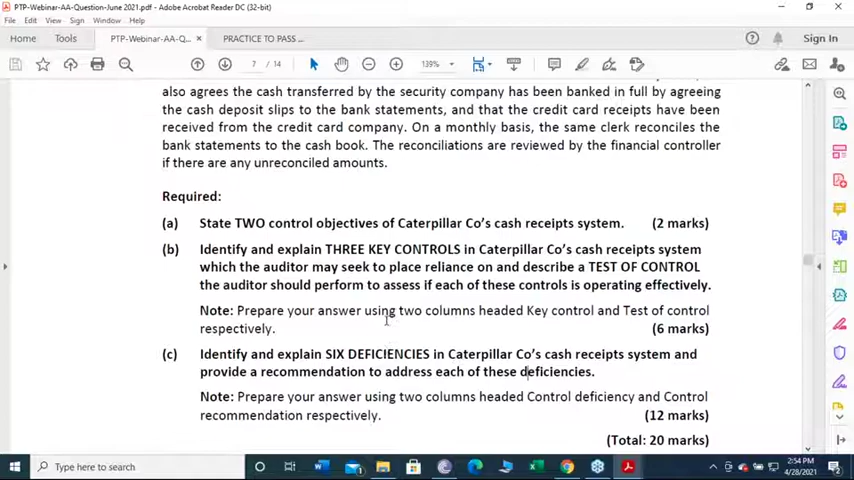 PTP-Webinar-AA-Question-June 2021.pdf - Adobe Acrobat Reader DC (32-bit)
File Edit View Sign Window Help
Home Tools PTP-Webinar-AA-Q... × PRACTICE TO PASS ... Sign In
7 / 14 139%
also agrees the cash transferred by the security company has been banked in full by agreeing
the cash deposit slips to the bank statements, and that the credit card receipts have been
received from the credit card company. On a monthly basis, the same clerk reconciles the
bank statements to the cash book. The reconciliations are reviewed by the financial controller
if there are any unreconciled amounts.
Required:
(a) State TWO control objectives of Caterpillar Co's cash receipts system. (2 marks)
(b) Identify and explain THREE KEY CONTROLS in Caterpillar Co's cash receipts system
which the auditor may seek to place reliance on and describe a TEST OF CONTROL
the auditor should perform to assess if each of these controls is operating effectively.
Note: Prepare your answer using two columns headed Key control and Test of control
respectively. (6 marks)
(c) Identify and explain SIX DEFICIENCIES in Caterpillar Co's cash receipts system and
provide a recommendation to address each of these deficiencies.
Note: Prepare your answer using two columns headed Control deficiency and Control
recommendation respectively. (12 marks)
(Total: 20 marks)
Type here to search
2:54 PM
4/28/2021